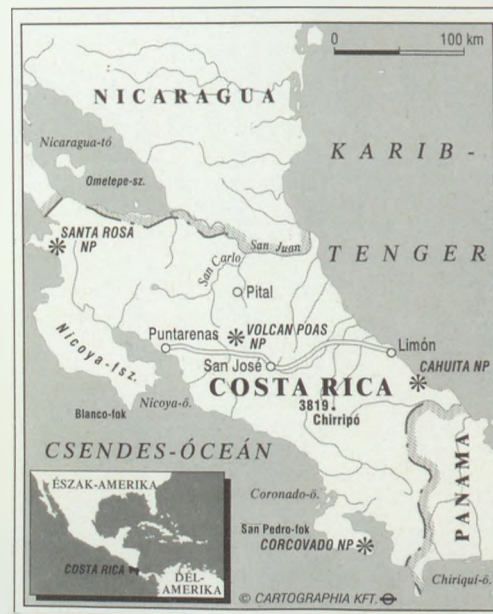 0 100 km
NICARAGUA
Nicaragua-tó
KARIB-
Ometepe-sz.
SANTA ROSA
NP
San Juan
TENGER
San Carlo
Pital
Nicoya-fsz.
Puntarenas
VOLCAN POAS
NP
Limón
San José
CAHUITA NP
COSTA RICA
Blanco-fok
Nicoya-ö.
3819
Chirripó
CSENDES-ÓCEÁN
PANAMA
ÉSZAK-AMERIKA
Coronado-ö.
San Pedro-fok
CORCOVADO NP
COSTA RICA
DÉL-
AMERIKA
Chiriqui-ö.
© CARTOGRAPHIA KFT.